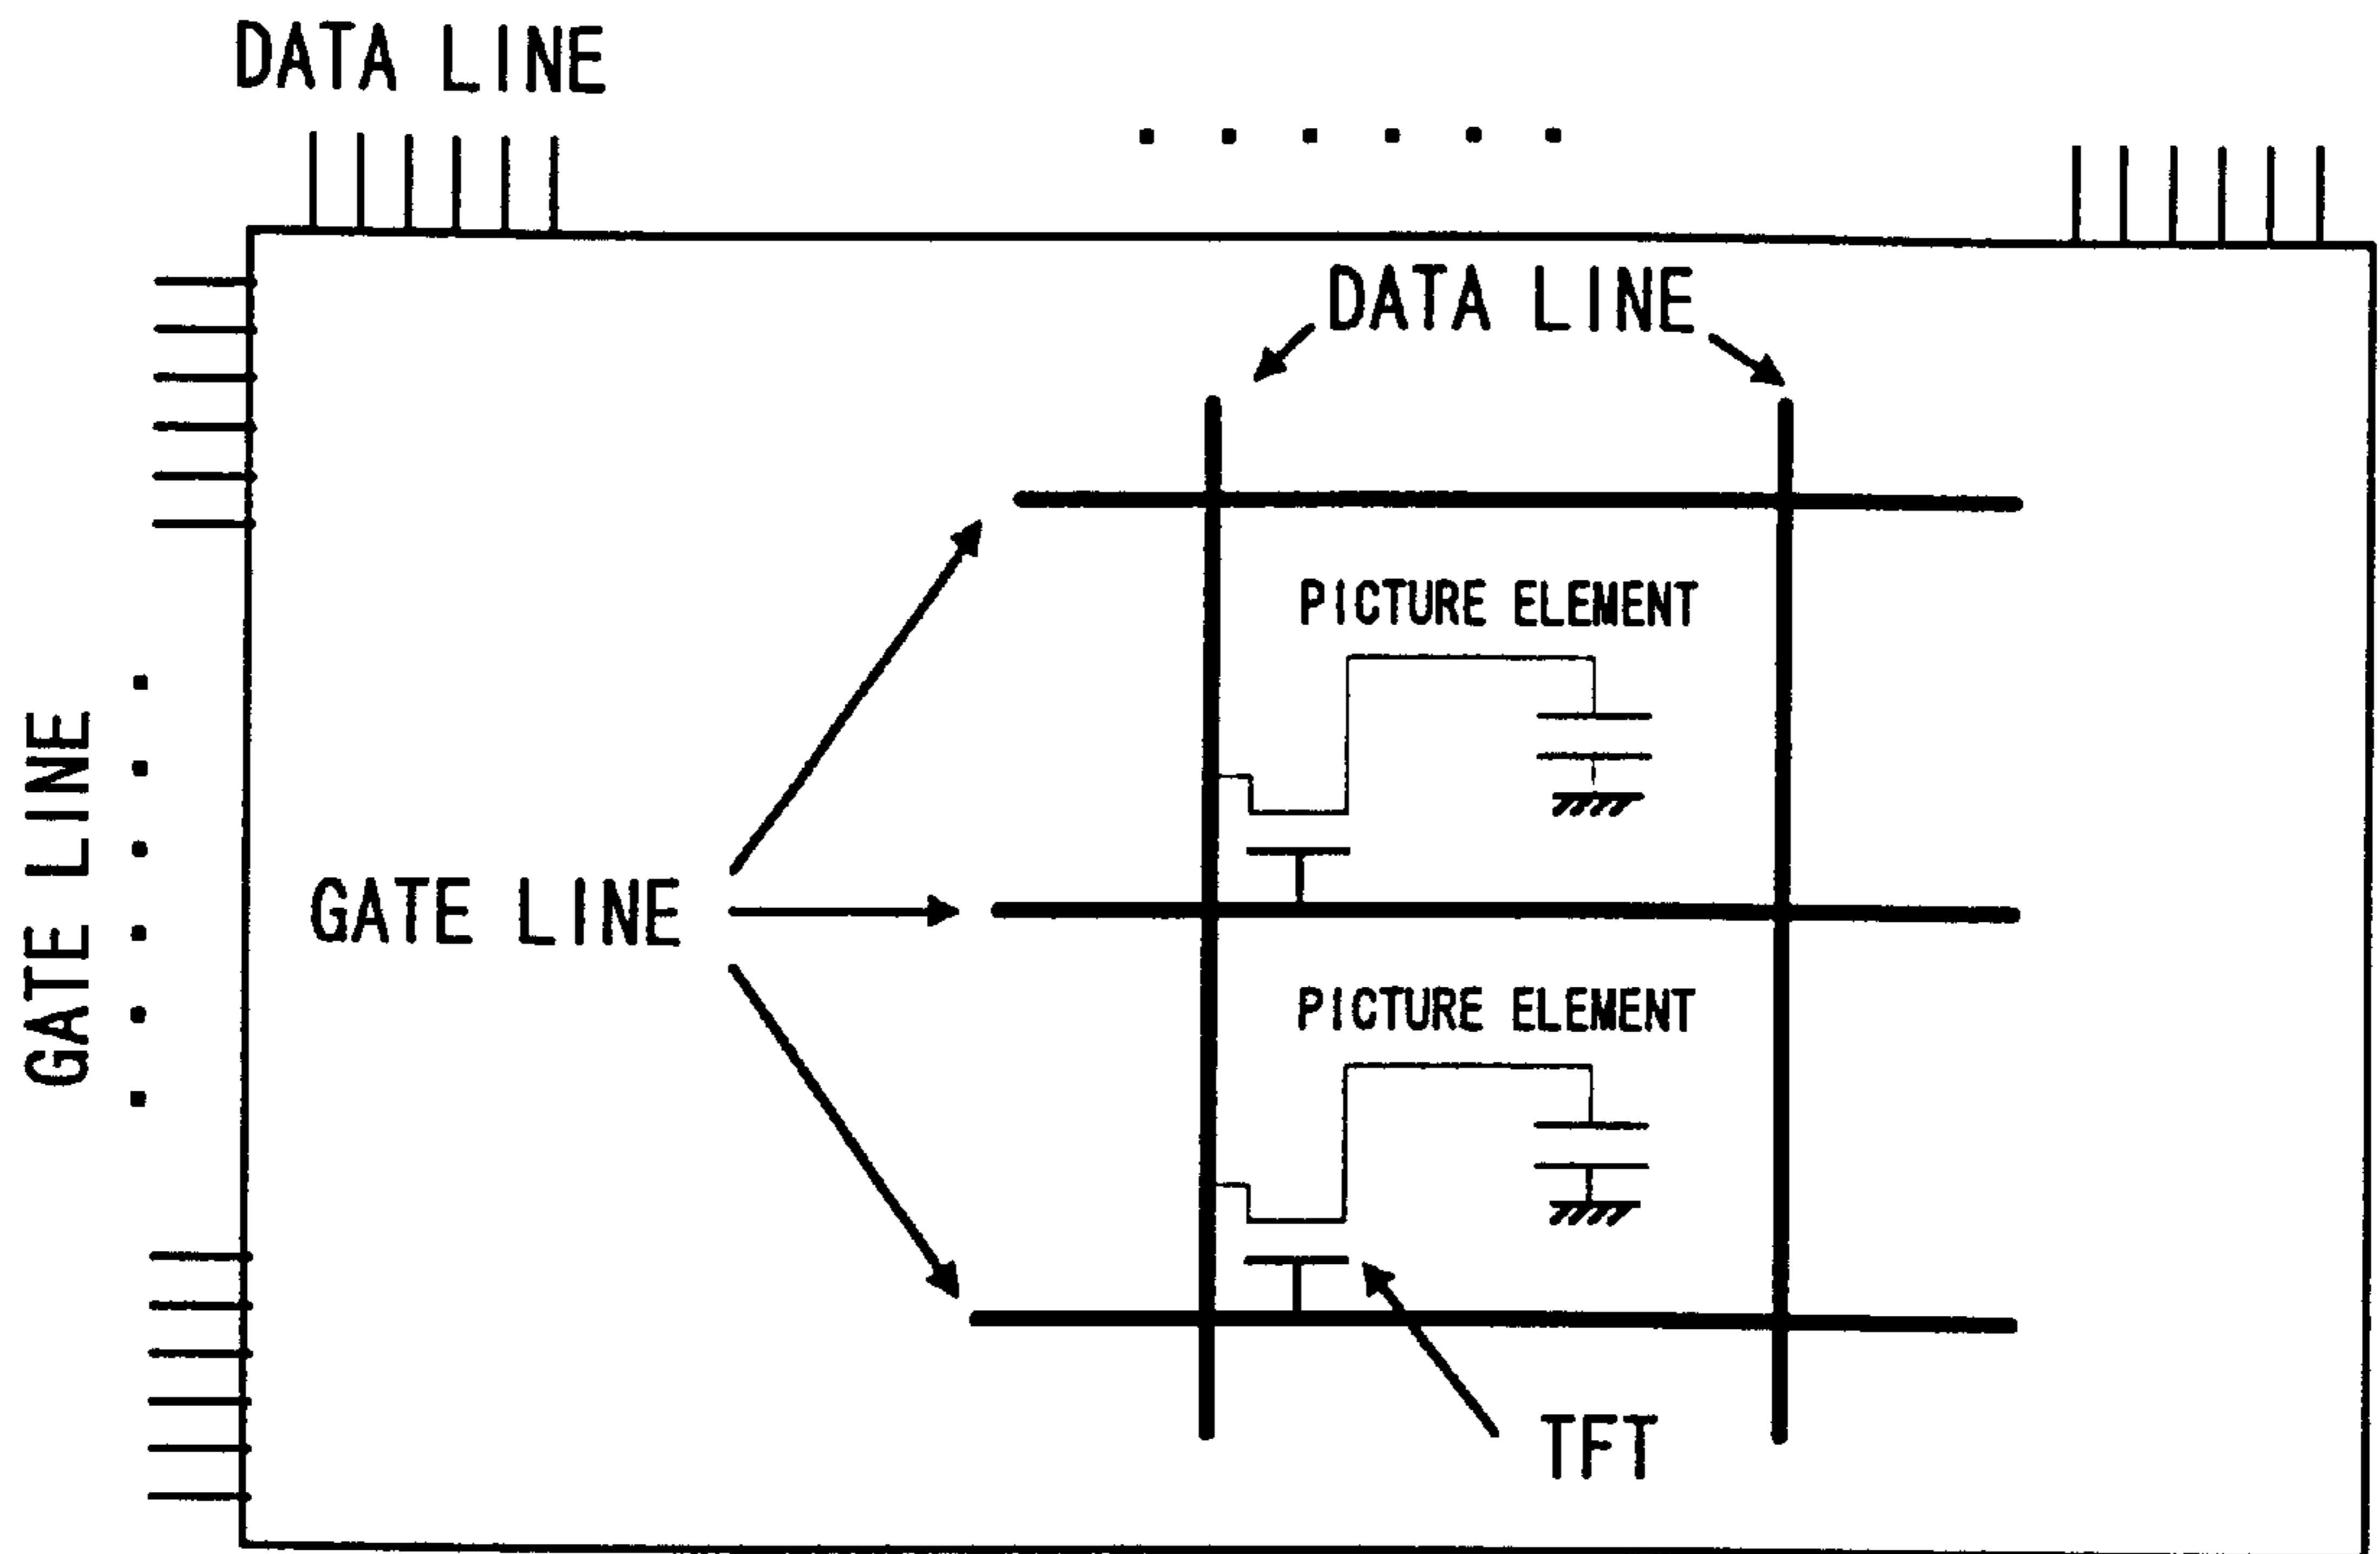 DATA LINE
DATA LINE
PICTURE ELEMENT
GATE LINE
GATE LINE
PICTURE ELEMENT
TFT